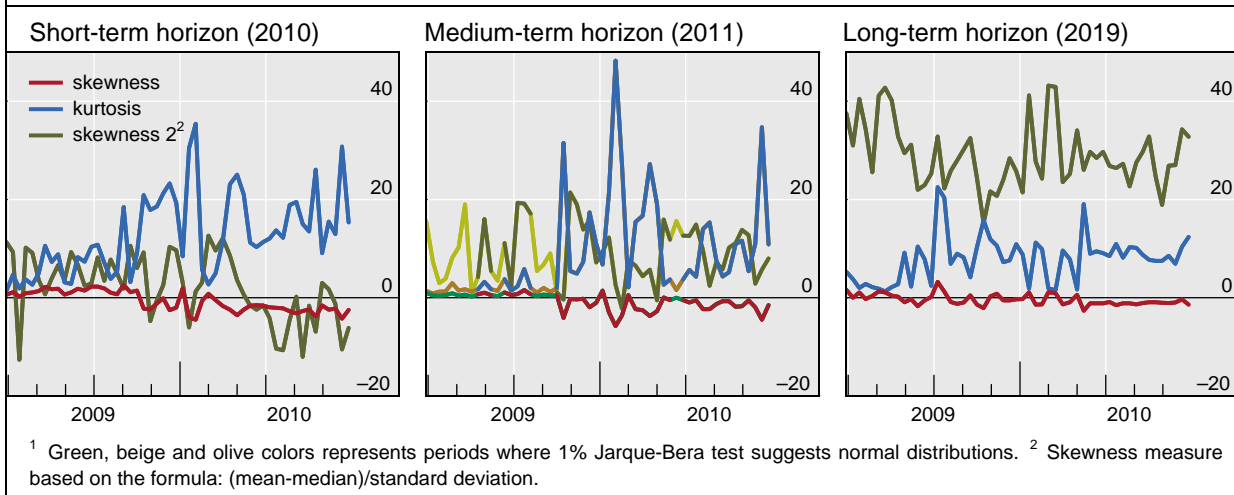 Short-term horizon (2010)
Medium-term horizon (2011)
Long-term horizon (2019)
skewness
kurtosis
skewness 2²
40
20
0
–20
2009 2010
40
20
0
–20
2009 2010
40
20
0
–20
2009 2010
¹ Green, beige and olive colors represents periods where 1% Jarque-Bera test suggests normal distributions. ² Skewness measure
based on the formula: (mean-median)/standard deviation.